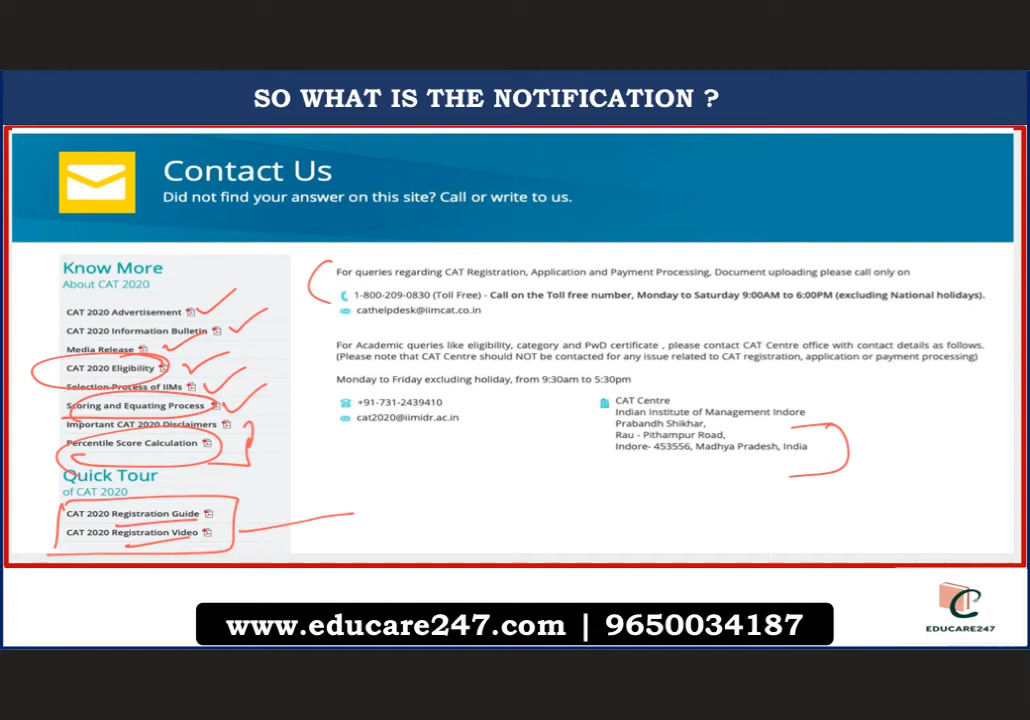 SO WHAT IS THE NOTIFICATION ?
Contact Us
Did not find your answer on this site? Call or write to us.
Know More
About CAT 2020
CAT 2020 Advertisement
CAT 2020 Information Bulletin
Media Release
CAT 2020 Eligibility
Selection Process of IIMs
Scoring and Equating Process
Important CAT 2020 Disclaimers
Percentile Score Calculation
Quick Tour
of CAT 2020
CAT 2020 Registration Guide
CAT 2020 Registration Video
For queries regarding CAT Registration, Application and Payment Processing, Document uploading please call only on
1-800-209-0830 (Toll Free) - Call on the Toll free number, Monday to Saturday 9:00AM to 6:00PM (excluding National holidays).
cathelpdesk@iimcat.co.in
For Academic queries like eligibility, category and PwD certificate , please contact CAT Centre office with contact details as follows.
(Please note that CAT Centre should NOT be contacted for any issue related to CAT registration, application or payment processing)
Monday to Friday excluding holiday, from 9:30am to 5:30pm
+91-731-2439410
cat2020@iimidr.ac.in
CAT Centre
Indian Institute of Management Indore
Prabandh Shikhar,
Rau - Pithampur Road,
Indore- 453556, Madhya Pradesh, India
www.educare247.com | 9650034187
EDUCARE247